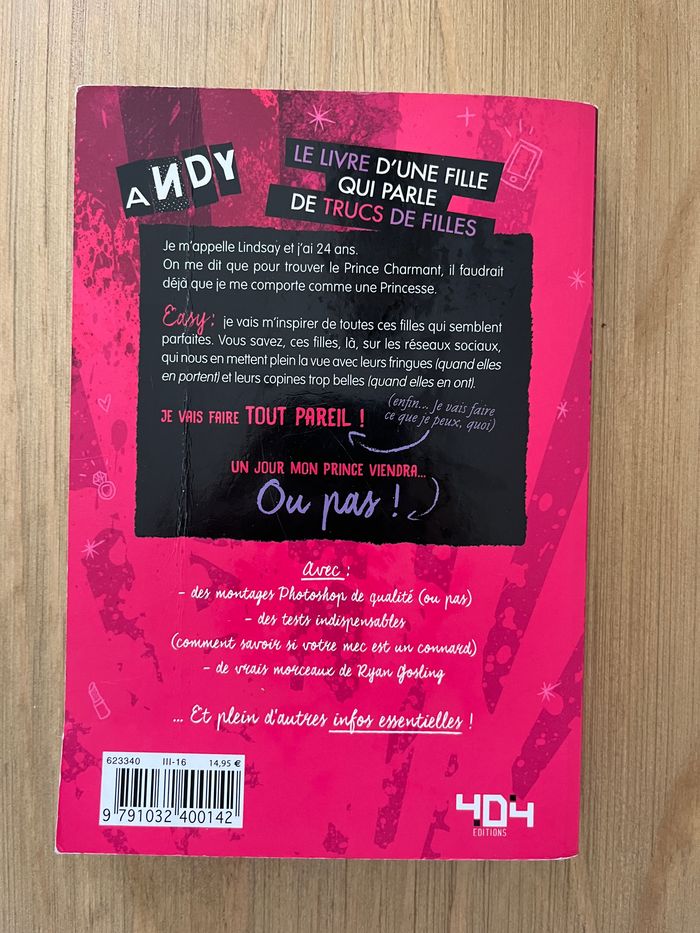 ANDY
LE LIVRE D'UNE FILLE
QUI PARLE
DE TRUCS DE FILLES
Je m'appelle Lindsay et j'ai 24 ans.
On me dit que pour trouver le Prince Charmant, il faudrait
déjà que je me comporte comme une Princesse.
Easy : je vais m'inspirer de toutes ces filles qui semblent
parfaites. Vous savez, ces filles, là, sur les réseaux sociaux,
qui nous en mettent plein la vue avec leurs fringues (quand elles
en portent) et leurs copines trop belles (quand elles en ont).
JE VAIS FAIRE TOUT PAREIL !
(enfin... Je vais faire
ce que je peux, quoi)
UN JOUR MON PRINCE VIENDRA...
Ou pas !
Avec :
- des montages Photoshop de qualité (ou pas)
- des tests indispensables
(comment savoir si votre mec est un connard)
- de vrais morceaux de Ryan Gosling
... Et plein d'autres infos essentielles !
623340 III-16 14,95 €
9 791032 400142
404
EDITIONS